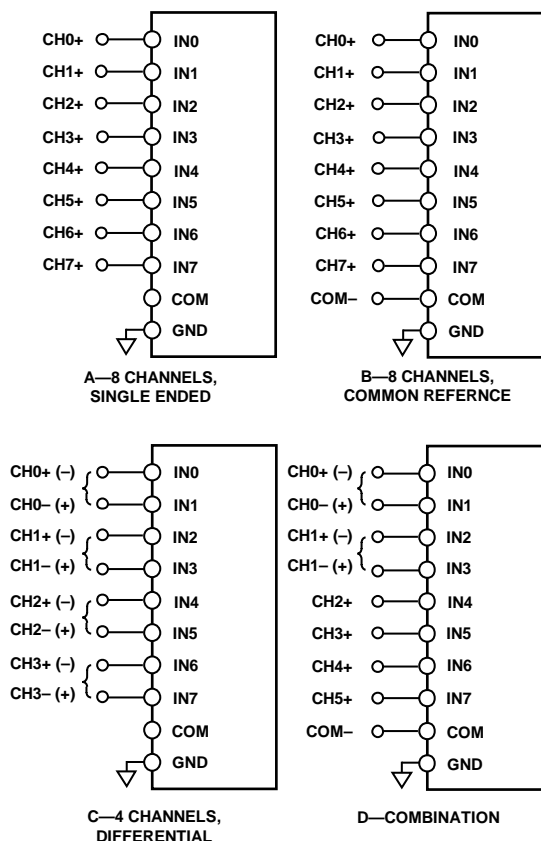 CH0+ IN0
CH1+ IN1
CH2+ IN2
CH3+ IN3
CH4+ IN4
CH5+ IN5
CH6+ IN6
CH7+ IN7
COM
GND
A—8 CHANNELS,
SINGLE ENDED
CH0+ IN0
CH1+ IN1
CH2+ IN2
CH3+ IN3
CH4+ IN4
CH5+ IN5
CH6+ IN6
CH7+ IN7
COM– COM
GND
B—8 CHANNELS,
COMMON REFERNCE
CH0+ (–) IN0
CH0– (+) IN1
CH1+ (–) IN2
CH1– (+) IN3
CH2+ (–) IN4
CH2– (+) IN5
CH3+ (–) IN6
CH3– (+) IN7
COM
GND
C—4 CHANNELS,
DIFFERENTIAL
CH0+ (–) IN0
CH0– (+) IN1
CH1+ (–) IN2
CH1– (+) IN3
CH2+ IN4
CH3+ IN5
CH4+ IN6
CH5+ IN7
COM– COM
GND
D—COMBINATION